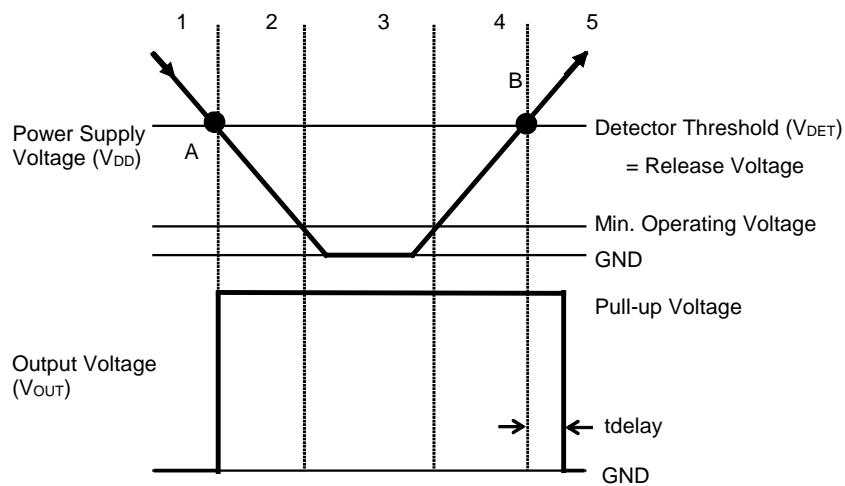 1 2 3 4 5
B
Power Supply
Voltage (VDD)
A
Detector Threshold (VDET)
= Release Voltage
Min. Operating Voltage
GND
Pull-up Voltage
Output Voltage
(VOUT)
tdelay
GND